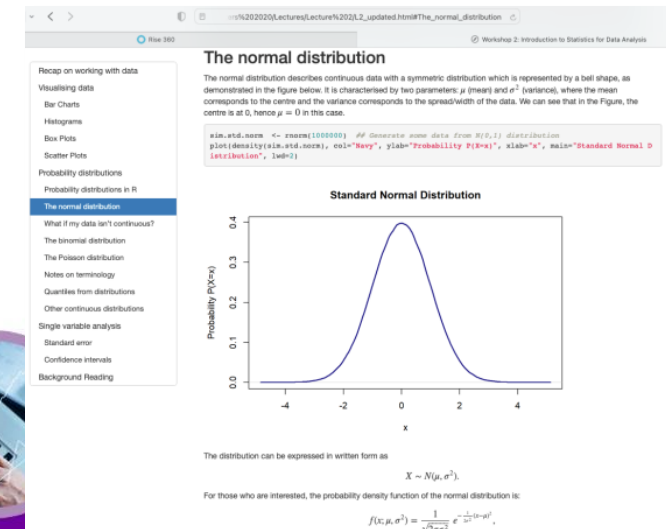 %202020/Lectures/Lecture%202/L2_updated.html#The_normal_distribution
Rise 360
Workshop 2: Introduction to Statistics for Data Analysis
Recap on working with data
Visualising data
Bar Charts
Histograms
Box Plots
Scatter Plots
Probability distributions
Probability distributions in R
The normal distribution
What if my data isn't continuous?
The binomial distribution
The Poisson distribution
Notes on terminology
Quantiles from distributions
Other continuous distributions
Single variable analysis
Standard error
Confidence intervals
Background Reading
The normal distribution
The normal distribution describes continuous data with a symmetric distribution which is represented by a bell shape, as
demonstrated in the figure below. It is characterised by two parameters: μ (mean) and σ² (variance), where the mean
corresponds to the centre and the variance corresponds to the spread/width of the data. We can see that in the Figure, the
centre is at 0, hence μ = 0 in this case.
sim.std.norm <- rnorm(1000000) ## Generate some data from N(0,1) distribution
plot(density(sim.std.norm), col="Navy", ylab="Probability P(X=x)", xlab="x", main="Standard Normal D
istribution", lwd=2)
Standard Normal Distribution
Probability P(X=x)
0.4
0.3
0.2
0.1
0.0
-4 -2 0 2 4
x
The distribution can be expressed in written form as
X ∼ N(μ, σ²).
For those who are interested, the probability density function of the normal distribution is:
f(x; μ, σ²) = 1/√(2πσ²) e^(−1/(2σ²)(x−μ)²),